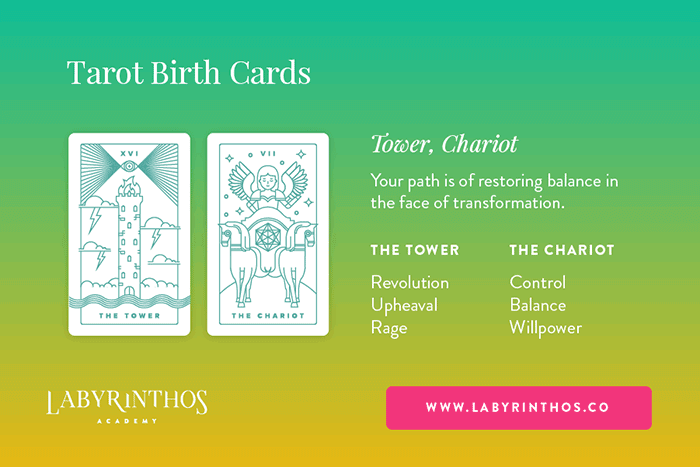 Tarot Birth Cards
XVI
THE TOWER
VII
THE CHARIOT
Tower, Chariot
Your path is of restoring balance in
the face of transformation.
THE TOWER
Revolution
Upheaval
Rage
THE CHARIOT
Control
Balance
Willpower
LABYRINTHOS
ACADEMY
WWW.LABYRINTHOS.CO